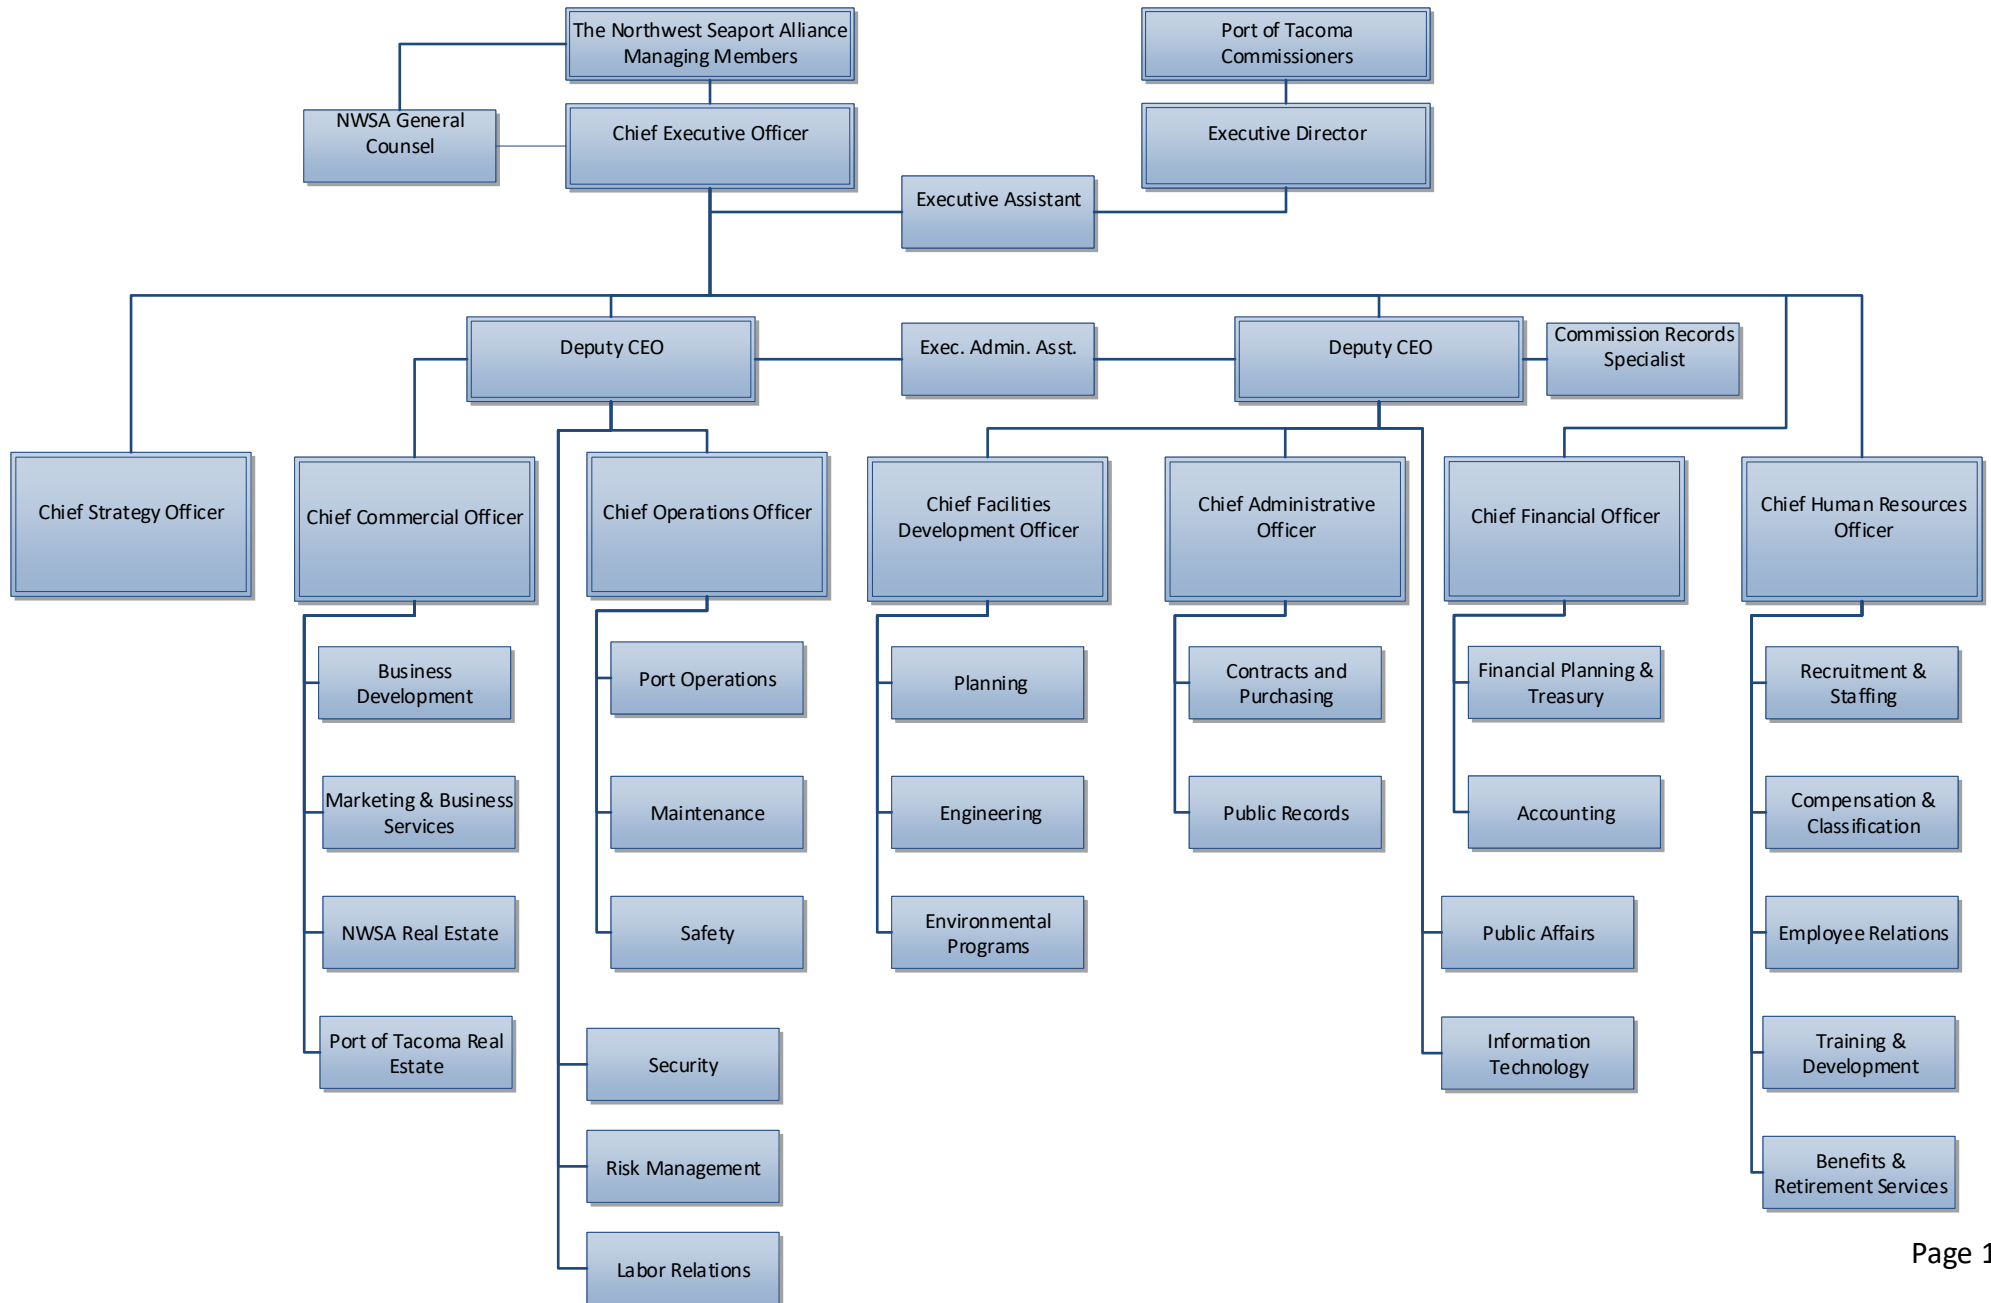 The Northwest Seaport Alliance
Managing Members
Port of Tacoma
Commissioners
NWSA General
Counsel
Chief Executive Officer
Executive Director
Executive Assistant
Deputy CEO
Exec. Admin. Asst.
Deputy CEO
Commission Records
Specialist
Chief Strategy Officer
Chief Commercial Officer
Chief Operations Officer
Chief Facilities
Development Officer
Chief Administrative
Officer
Chief Financial Officer
Chief Human Resources
Officer
Business
Development
Port Operations
Planning
Contracts and
Purchasing
Financial Planning &
Treasury
Recruitment &
Staffing
Marketing & Business
Services
Maintenance
Engineering
Public Records
Accounting
Compensation &
Classification
NWSA Real Estate
Safety
Environmental
Programs
Public Affairs
Employee Relations
Port of Tacoma Real
Estate
Security
Information
Technology
Training &
Development
Risk Management
Benefits &
Retirement Services
Labor Relations
Page 1